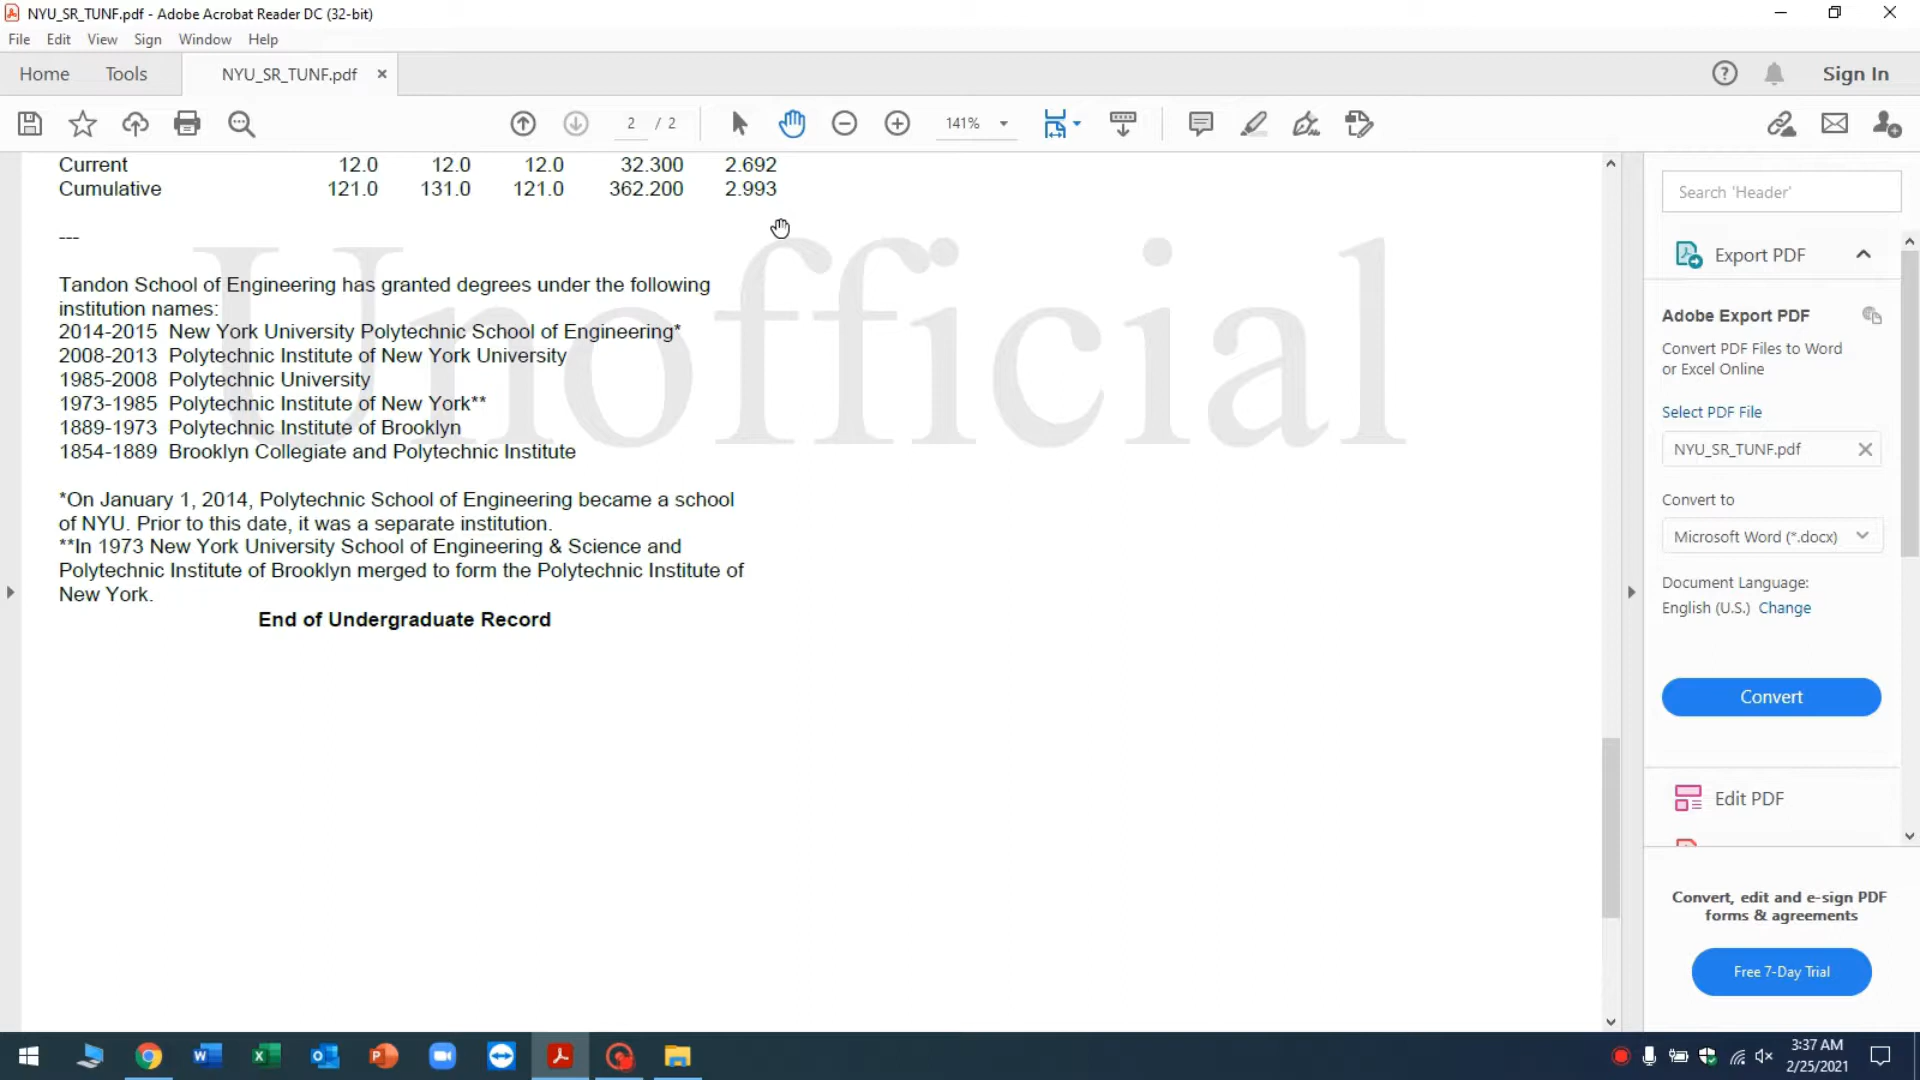 NYU_SR_TUNF.pdf - Adobe Acrobat Reader DC (32-bit)
File Edit View Sign Window Help
Home Tools NYU_SR_TUNF.pdf Sign In
2 / 2 141%
Current 12.0 12.0 12.0 32.300 2.692
Cumulative 121.0 131.0 121.0 362.200 2.993
---
Unofficial
Tandon School of Engineering has granted degrees under the following
institution names:
2014-2015 New York University Polytechnic School of Engineering*
2008-2013 Polytechnic Institute of New York University
1985-2008 Polytechnic University
1973-1985 Polytechnic Institute of New York**
1889-1973 Polytechnic Institute of Brooklyn
1854-1889 Brooklyn Collegiate and Polytechnic Institute
*On January 1, 2014, Polytechnic School of Engineering became a school
of NYU. Prior to this date, it was a separate institution.
**In 1973 New York University School of Engineering & Science and
Polytechnic Institute of Brooklyn merged to form the Polytechnic Institute of
New York.
End of Undergraduate Record
Search 'Header'
Export PDF
Adobe Export PDF
Convert PDF Files to Word
or Excel Online
Select PDF File
NYU_SR_TUNF.pdf
Convert to
Microsoft Word (*.docx)
Document Language:
English (U.S.) Change
Convert
Edit PDF
Convert, edit and e-sign PDF
forms & agreements
Free 7-Day Trial
3:37 AM
2/25/2021